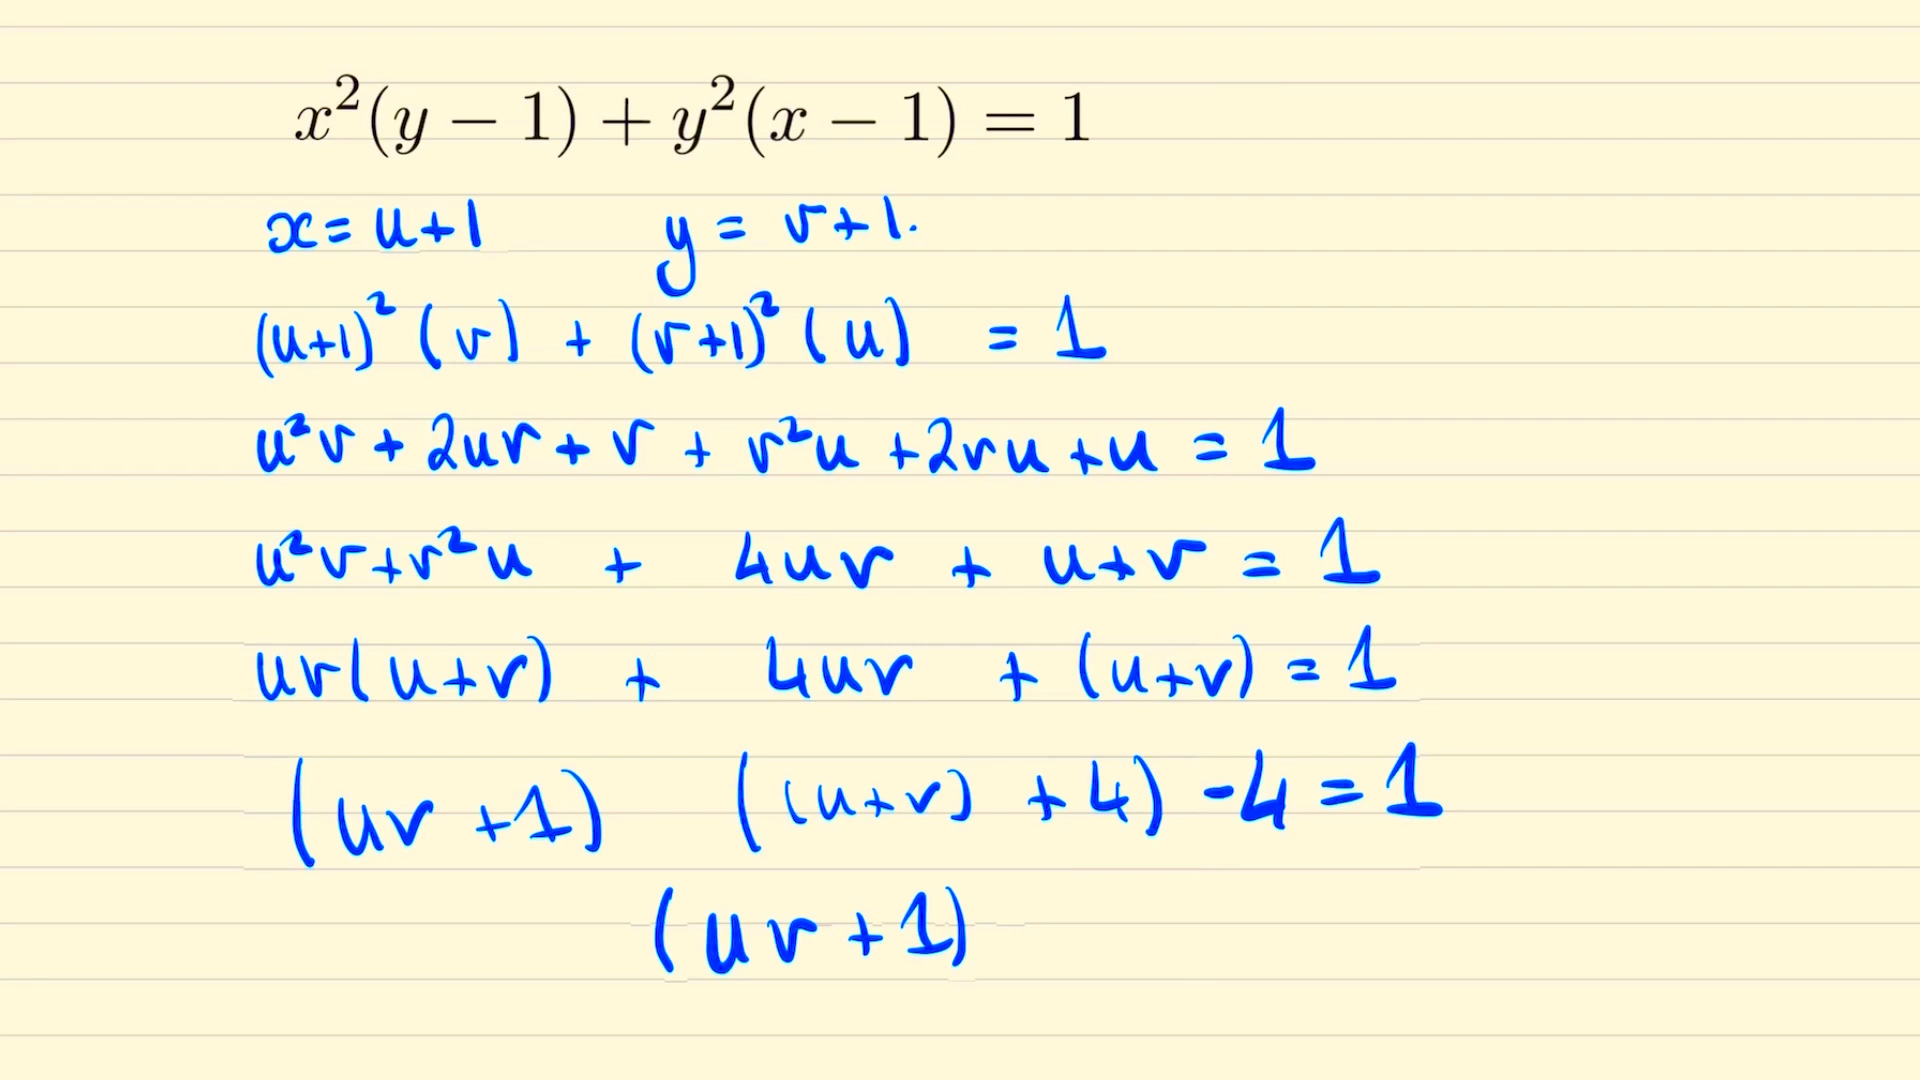 x²(y − 1) + y²(x − 1) = 1
x = u+1 y = v+1.
(u+1)² (v) + (v+1)² (u) = 1
u²v + 2uv + v + v²u + 2vu + u = 1
u²v + v²u + 4uv + u+v = 1
uv(u+v) + 4uv + (u+v) = 1
(uv +1) ((u+v) +4) -4 = 1
(uv +1)